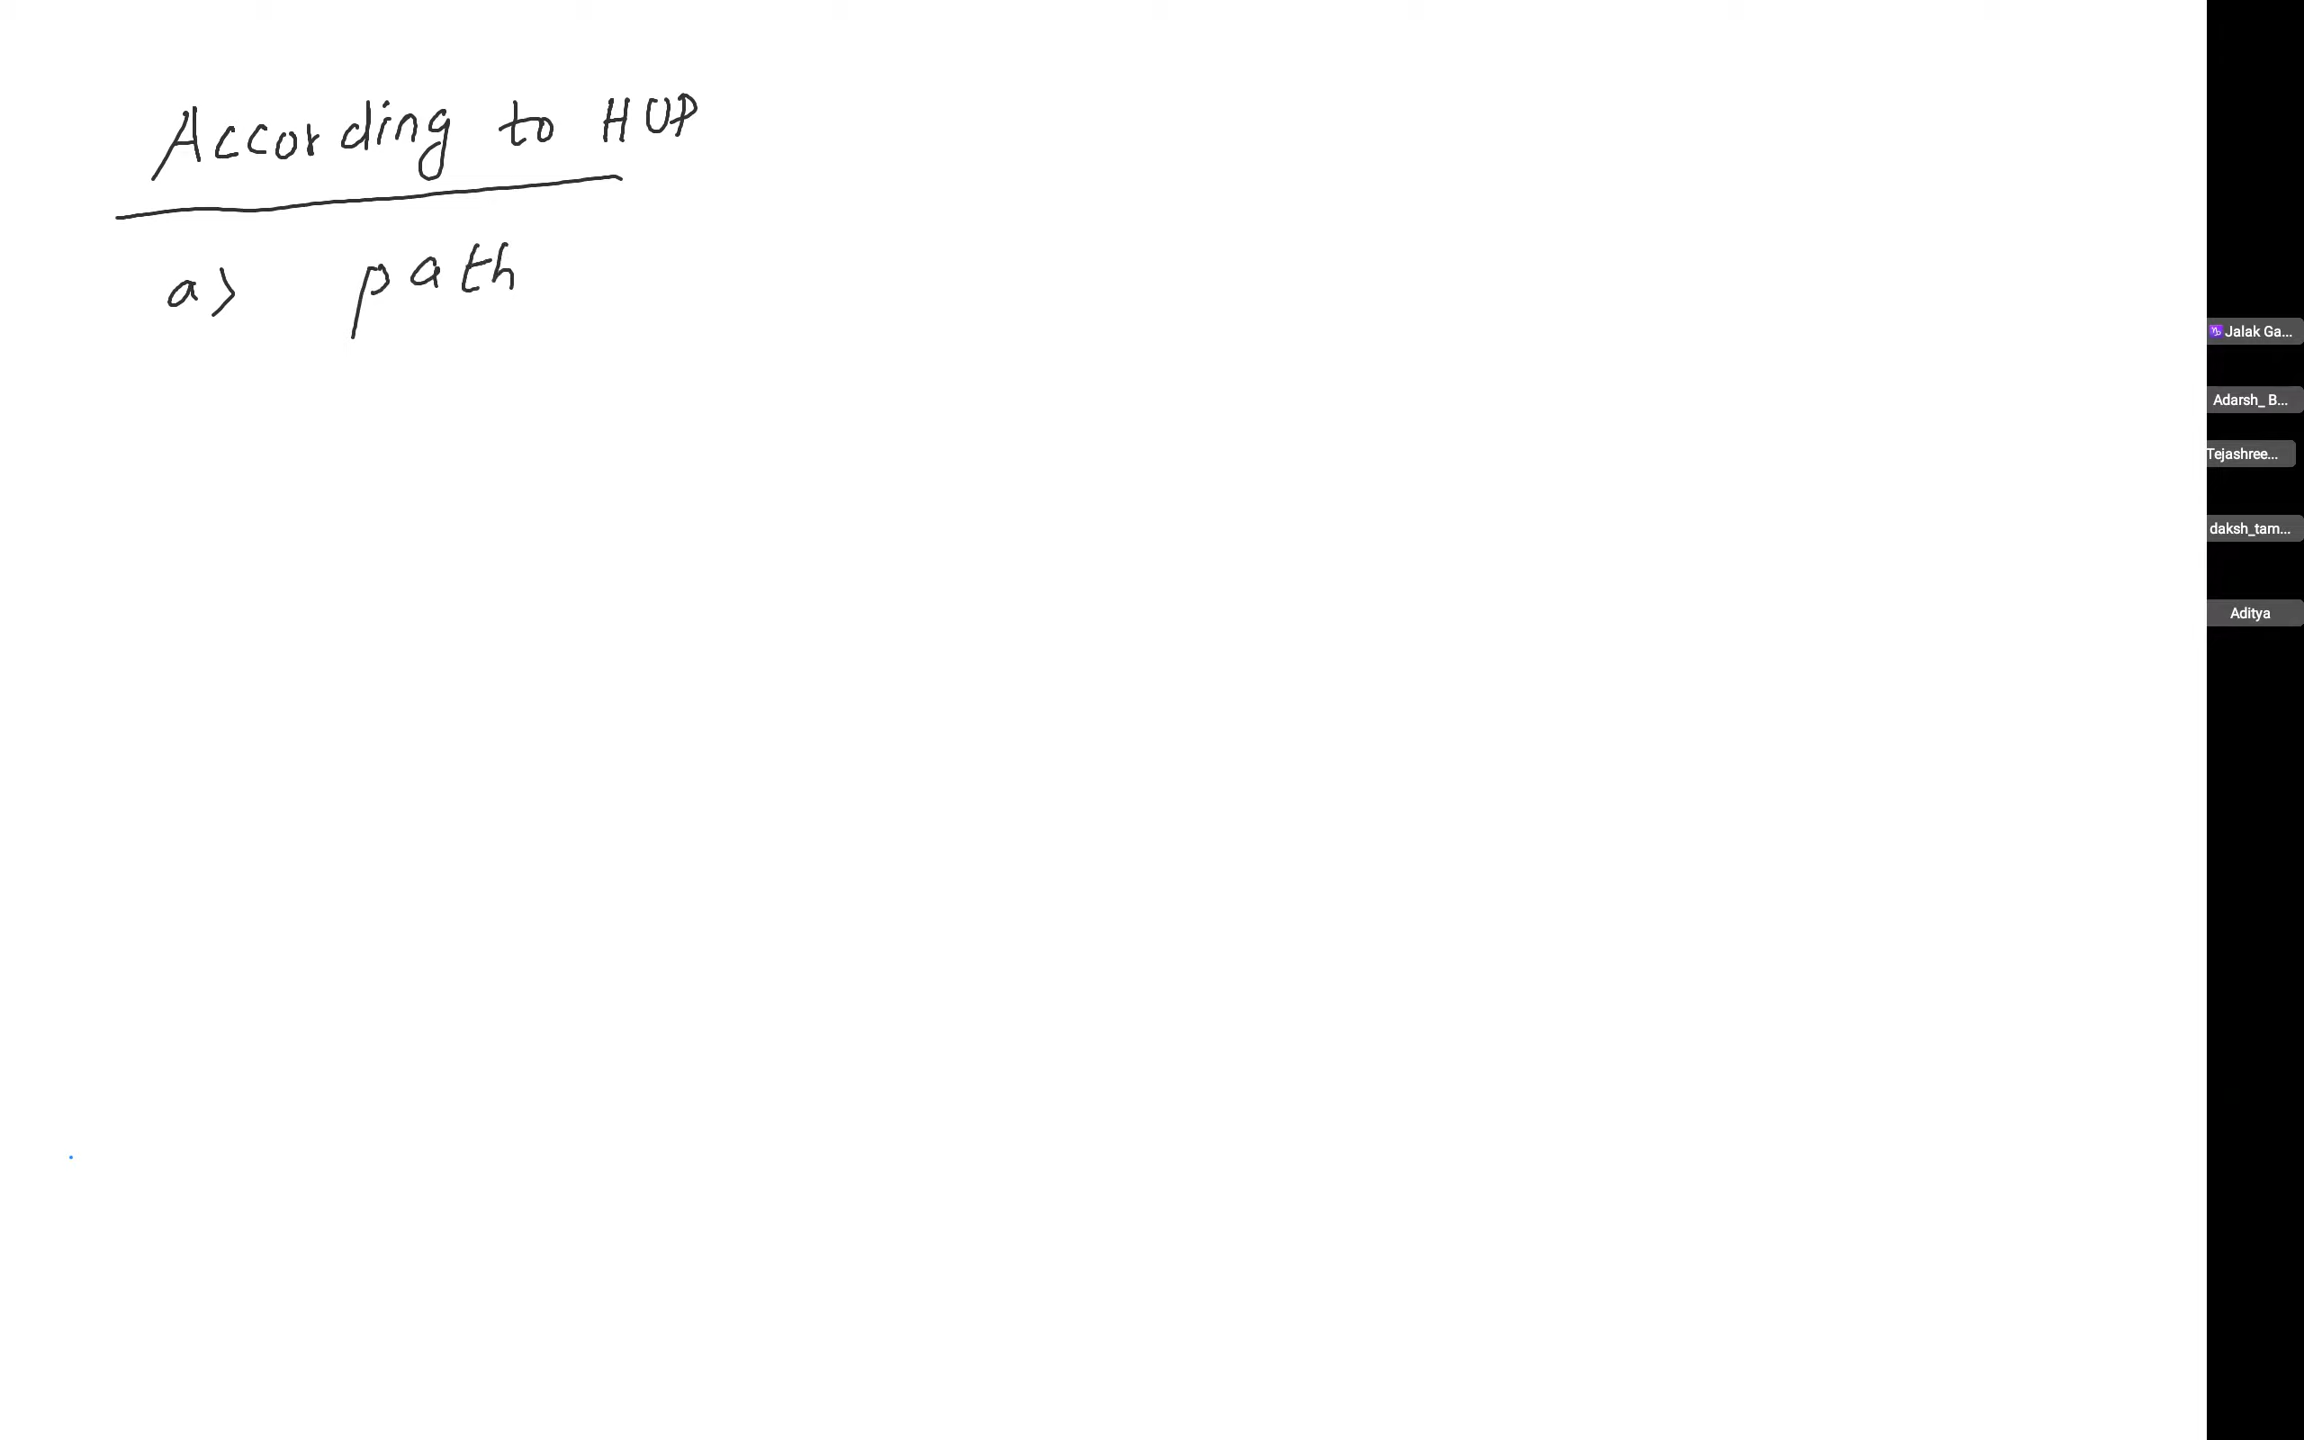 According to HUP
a) path
Jalak Ga...
Adarsh_ B...
Tejashree...
daksh_tam...
Aditya